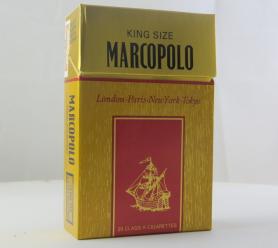 KING SIZE
MARCOPOLO
London-Paris-New York-Tokyo
MARCOPOLO
20 CLASS A CIGARETTES